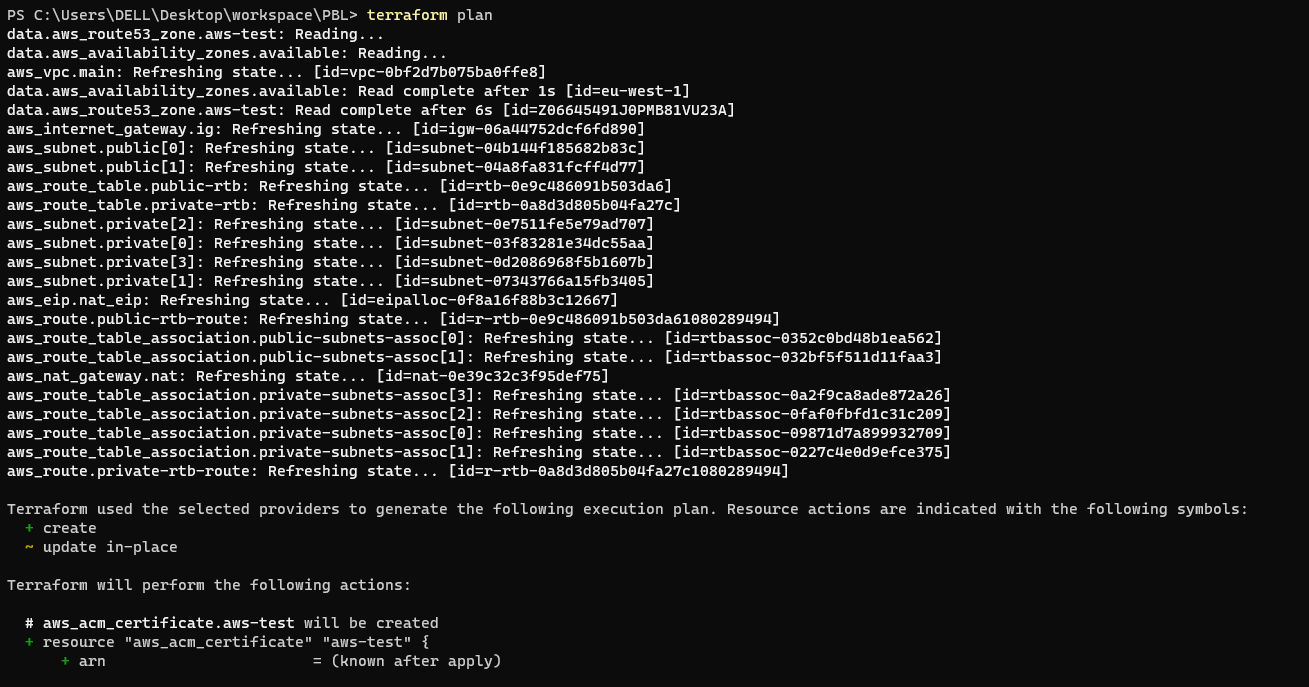 PS C:\Users\DELL\Desktop\workspace\PBL> terraform plan
data.aws_route53_zone.aws-test: Reading...
data.aws_availability_zones.available: Reading...
aws_vpc.main: Refreshing state... [id=vpc-0bf2d7b075ba0ffe8]
data.aws_availability_zones.available: Read complete after 1s [id=eu-west-1]
data.aws_route53_zone.aws-test: Read complete after 6s [id=Z06645491J0PMB81VU23A]
aws_internet_gateway.ig: Refreshing state... [id=igw-06a44752dcf6fd890]
aws_subnet.public[0]: Refreshing state... [id=subnet-04b144f185682b83c]
aws_subnet.public[1]: Refreshing state... [id=subnet-04a8fa831fcff4d77]
aws_route_table.public-rtb: Refreshing state... [id=rtb-0e9c486091b503da6]
aws_route_table.private-rtb: Refreshing state... [id=rtb-0a8d3d805b04fa27c]
aws_subnet.private[2]: Refreshing state... [id=subnet-0e7511fe5e79ad707]
aws_subnet.private[0]: Refreshing state... [id=subnet-03f83281e34dc55aa]
aws_subnet.private[3]: Refreshing state... [id=subnet-0d2086968f5b1607b]
aws_subnet.private[1]: Refreshing state... [id=subnet-07343766a15fb3405]
aws_eip.nat_eip: Refreshing state... [id=eipalloc-0f8a16f88b3c12667]
aws_route.public-rtb-route: Refreshing state... [id=r-rtb-0e9c486091b503da61080289494]
aws_route_table_association.public-subnets-assoc[0]: Refreshing state... [id=rtbassoc-0352c0bd48b1ea562]
aws_route_table_association.public-subnets-assoc[1]: Refreshing state... [id=rtbassoc-032bf5f511d11faa3]
aws_nat_gateway.nat: Refreshing state... [id=nat-0e39c32c3f95def75]
aws_route_table_association.private-subnets-assoc[3]: Refreshing state... [id=rtbassoc-0a2f9ca8ade872a26]
aws_route_table_association.private-subnets-assoc[2]: Refreshing state... [id=rtbassoc-0faf0fbfd1c31c209]
aws_route_table_association.private-subnets-assoc[0]: Refreshing state... [id=rtbassoc-09871d7a899932709]
aws_route_table_association.private-subnets-assoc[1]: Refreshing state... [id=rtbassoc-0227c4e0d9efce375]
aws_route.private-rtb-route: Refreshing state... [id=r-rtb-0a8d3d805b04fa27c1080289494]
Terraform used the selected providers to generate the following execution plan. Resource actions are indicated with the following symbols:
+ create
~ update in-place
Terraform will perform the following actions:
# aws_acm_certificate.aws-test will be created
+ resource "aws_acm_certificate" "aws-test" {
+ arn = (known after apply)